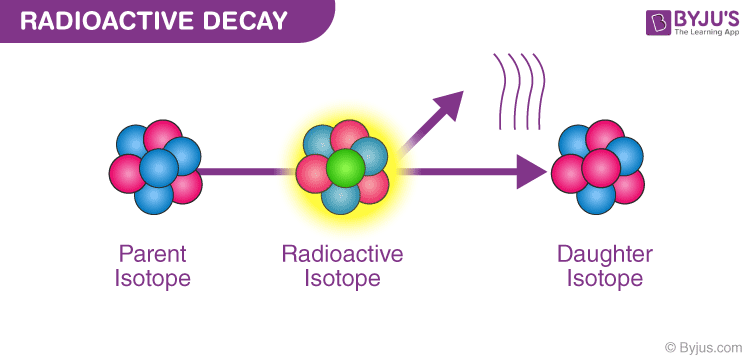 RADIOACTIVE DECAY
BYJU'S
The Learning App
Parent
Isotope
Radioactive
Isotope
Daughter
Isotope
© Byjus.com